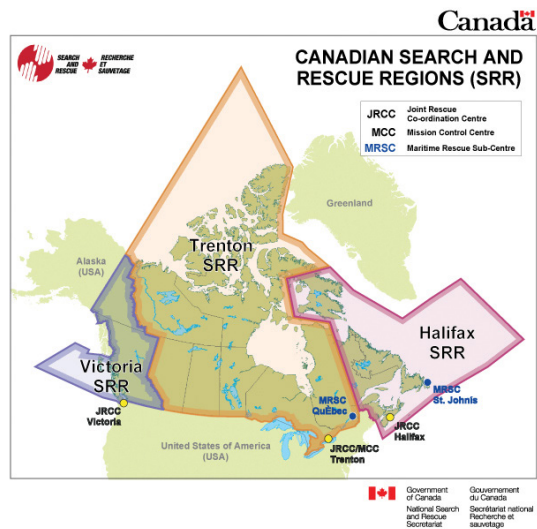 Canada
SEARCH
AND
RESCUE
RECHERCHE
ET
SAUVETAGE
CANADIAN SEARCH AND
RESCUE REGIONS (SRR)
JRCC Joint Rescue
Co-ordination Centre
MCC Mission Control Centre
MRSC Maritime Rescue Sub-Centre
Greenland
Alaska
(USA)
Trenton
SRR
Halifax
SRR
Victoria
SRR
MRSC
St. Johnis
MRSC
QuÈbec
JRCC
Victoria
JRCC
Halifax
JRCC/MCC
Trenton
United States of America
(USA)
Government
of Canada
Gouvernement
du Canada
National Search
and Rescue
Secretariat
Secrétariat national
Recherche et
sauvetage